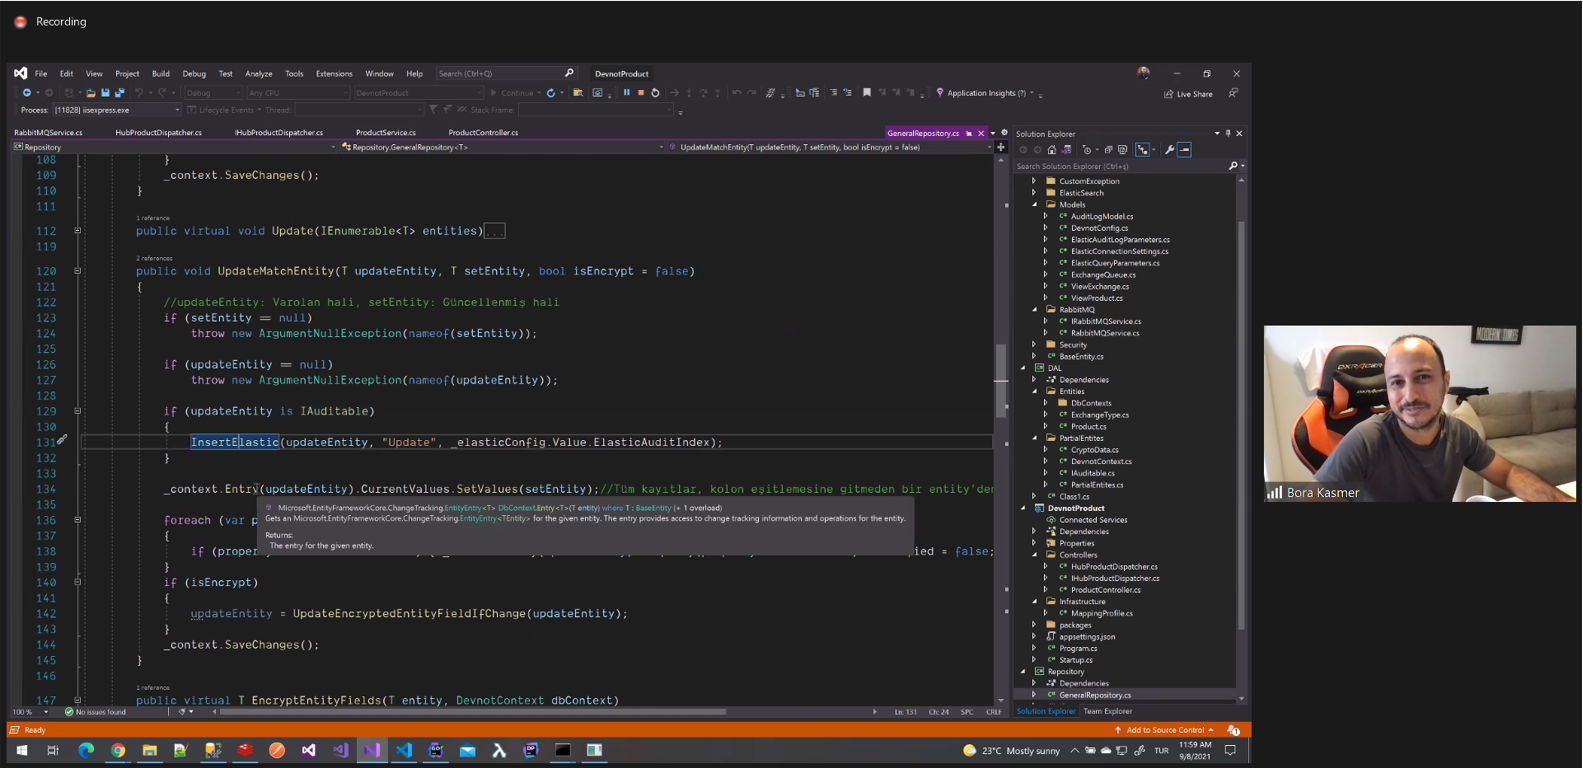 Recording
File Edit View Project Build Debug Test Analyze Tools Extensions Window Help Search (Ctrl+Q) DevnotProduct
Debug Any CPU DevnotProduct Continue Application Insights (?)
Process: [11828] iisexpress.exe Lifecycle Events Thread: Stack Frame: Live Share
RabbitMQService.cs HubProductDispatcher.cs IHubProductDispatcher.cs ProductService.cs ProductController.cs GeneralRepository.cs
Repository Repository.GeneralRepository<T> UpdateMatchEntity(T updateEntity, T setEntity, bool isEncrypt = false)
108 }
109 _context.SaveChanges();
110 }
111
1 reference
112 public virtual void Update(IEnumerable<T> entities)...
119
2 references
120 public void UpdateMatchEntity(T updateEntity, T setEntity, bool isEncrypt = false)
121 {
122 //updateEntity: Varolan hali, setEntity: Güncellenmiş hali
123 if (setEntity == null)
124 throw new ArgumentNullException(nameof(setEntity));
125
126 if (updateEntity == null)
127 throw new ArgumentNullException(nameof(updateEntity));
128
129 if (updateEntity is IAuditable)
130 {
131 InsertElastic(updateEntity, "Update", _elasticConfig.Value.ElasticAuditIndex);
132 }
133
134 _context.Entry(updateEntity).CurrentValues.SetValues(setEntity);//Tüm kayıtlar, kolon eşitlemesine gitmeden bir entity'den
135
Microsoft.EntityFrameworkCore.ChangeTracking.EntityEntry<T> DbContext.Entry<T>(T entity) where T : BaseEntity (+ 1 overload)
Gets an Microsoft.EntityFrameworkCore.ChangeTracking.EntityEntry<TEntity> for the given entity. The entry provides access to change tracking information and operations for the entity.
Returns:
The entry for the given entity.
136 foreach (var p
137 {
138 if (proper ied = false;
139 }
140 if (isEncrypt)
141 {
142 updateEntity = UpdateEncryptedEntityFieldIfChange(updateEntity);
143 }
144 _context.SaveChanges();
145 }
146
1 reference
147 public virtual T EncryptEntityFields(T entity, DevnotContext dbContext)
100 % No issues found Ln: 131 Ch: 24 SPC CRLF
Solution Explorer
Search Solution Explorer (Ctrl+ş)
CustomException
ElasticSearch
Models
AuditLogModel.cs
DevnotConfig.cs
ElasticAuditLogParameters.cs
ElasticConnectionSettings.cs
ElasticQueryParameters.cs
ExchangeQueue.cs
ViewExchange.cs
ViewProduct.cs
RabbitMQ
IRabbitMQService.cs
RabbitMQService.cs
Security
BaseEntity.cs
DAL
Dependencies
Entities
DbContexts
ExchangeType.cs
Product.cs
PartialEntites
CryptoData.cs
DevnotContext.cs
IAuditable.cs
PartialEntites.cs
Class1.cs
DevnotProduct
Connected Services
Dependencies
Properties
Controllers
HubProductDispatcher.cs
IHubProductDispatcher.cs
ProductController.cs
Infrastructure
MappingProfile.cs
packages
appsettings.json
Program.cs
Startup.cs
Repository
Dependencies
GeneralRepository.cs
Solution Explorer Team Explorer
Ready Add to Source Control 1
23°C Mostly sunny TUR 11:59 AM
9/8/2021
MODERN TIMES
DXRACER
Bora Kasmer